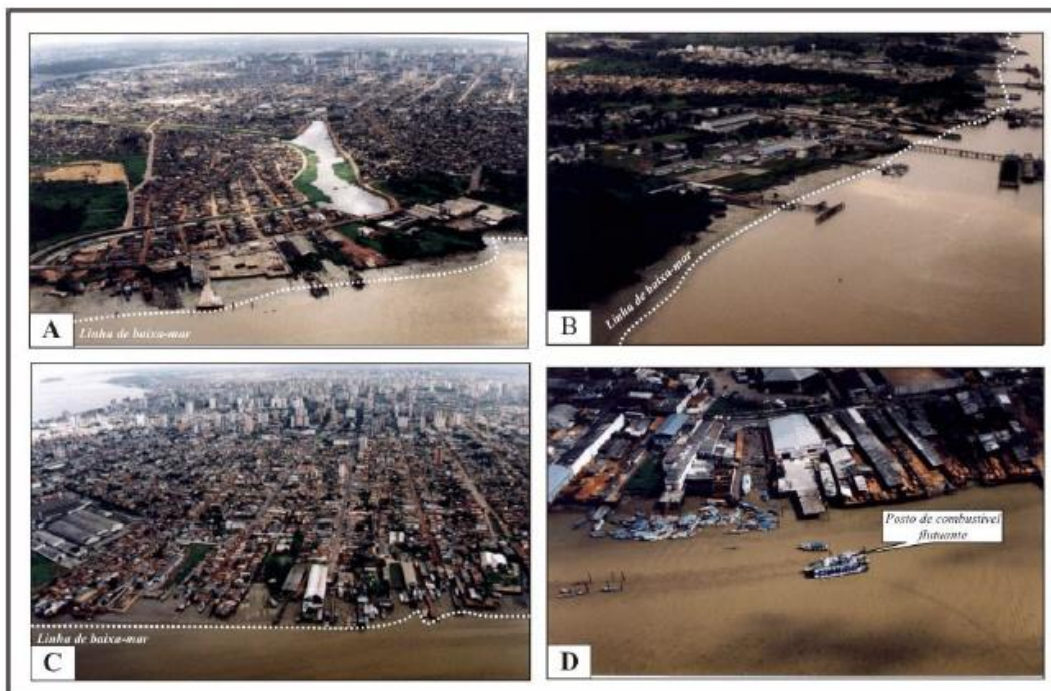 A
Linha de baixa-mar
B
Linha de baixa-mar
C
Linha de baixa-mar
D
Posto de combustível
flutuante